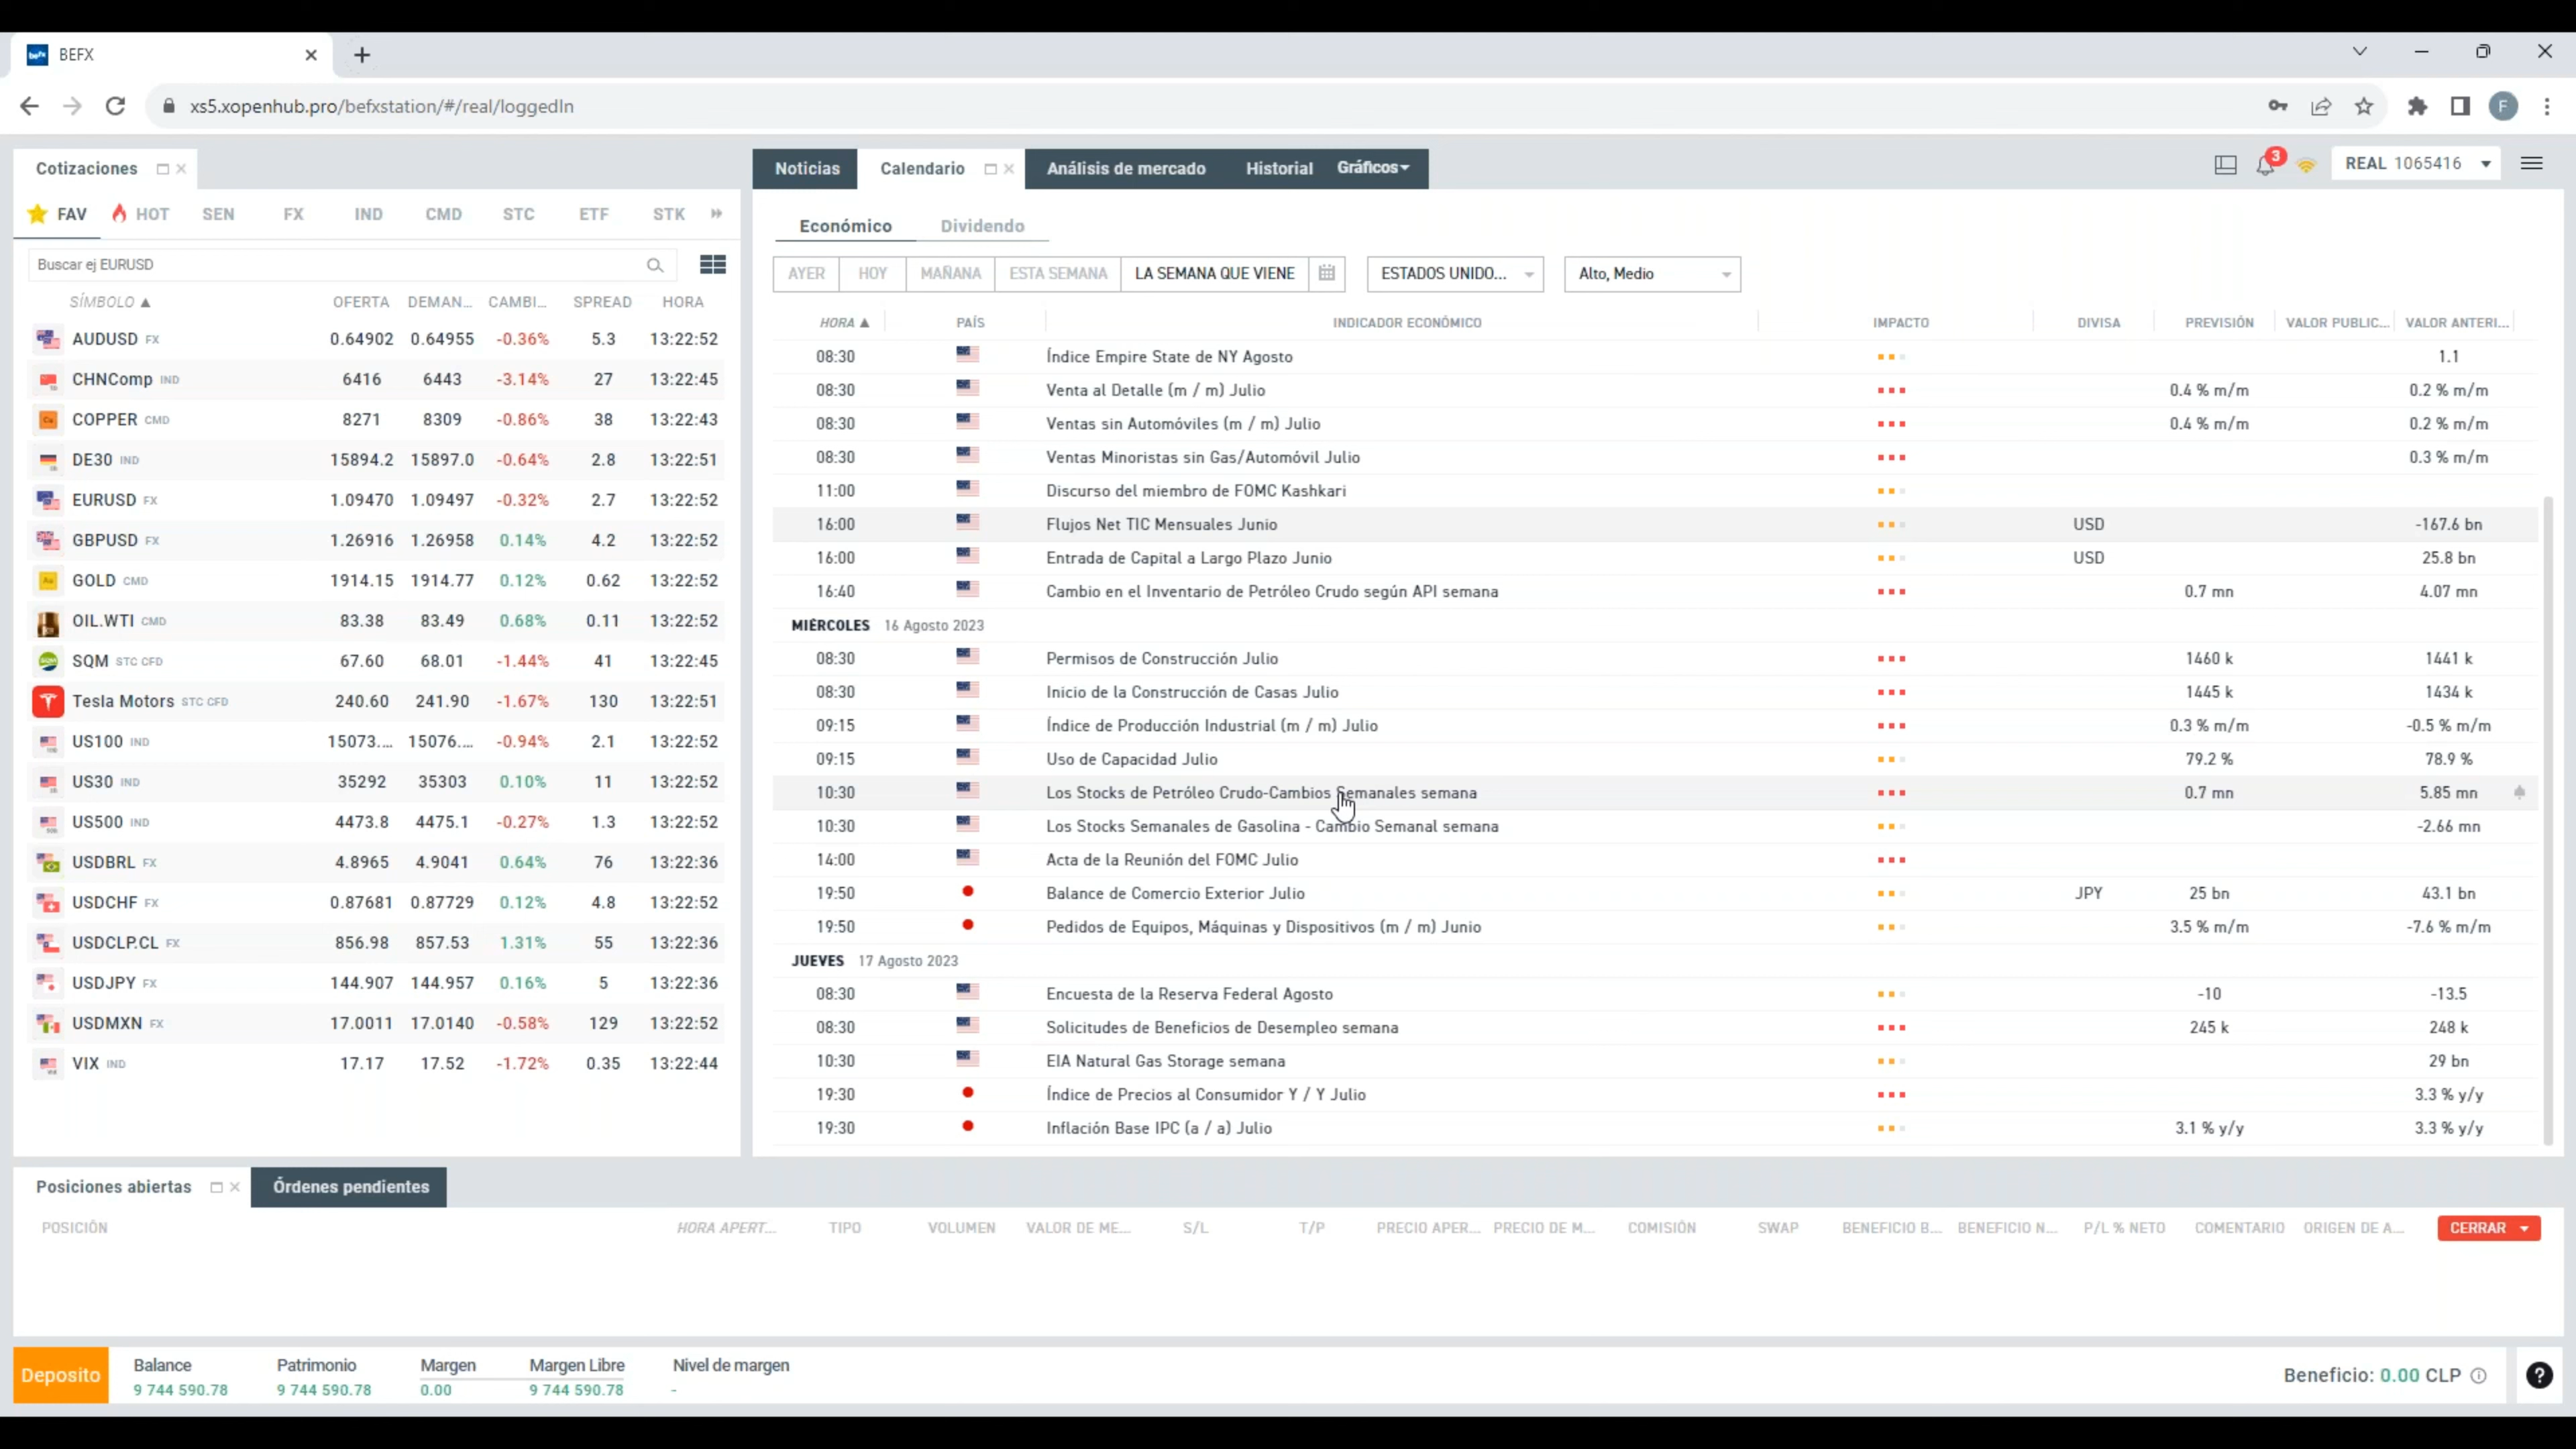 BEFX
xs5.xopenhub.pro/befxstation/#/real/loggedIn
F
Cotizaciones
FAV HOT SEN FX IND CMD STC ETF STK
Buscar ej EURUSD
SÍMBOLO OFERTA DEMAN... CAMBI... SPREAD HORA
AUDUSD FX 0.64902 0.64955 -0.36% 5.3 13:22:52
CHNComp IND 6416 6443 -3.14% 27 13:22:45
COPPER CMD 8271 8309 -0.86% 38 13:22:43
DE30 IND 15894.2 15897.0 -0.64% 2.8 13:22:51
EURUSD FX 1.09470 1.09497 -0.32% 2.7 13:22:52
GBPUSD FX 1.26916 1.26958 0.14% 4.2 13:22:52
GOLD CMD 1914.15 1914.77 0.12% 0.62 13:22:52
OIL.WTI CMD 83.38 83.49 0.68% 0.11 13:22:52
SQM STC CFD 67.60 68.01 -1.44% 41 13:22:45
Tesla Motors STC CFD 240.60 241.90 -1.67% 130 13:22:51
US100 IND 15073.... 15076.... -0.94% 2.1 13:22:52
US30 IND 35292 35303 0.10% 11 13:22:52
US500 IND 4473.8 4475.1 -0.27% 1.3 13:22:52
USDBRL FX 4.8965 4.9041 0.64% 76 13:22:36
USDCHF FX 0.87681 0.87729 0.12% 4.8 13:22:52
USDCLP.CL FX 856.98 857.53 1.31% 55 13:22:36
USDJPY FX 144.907 144.957 0.16% 5 13:22:36
USDMXN FX 17.0011 17.0140 -0.58% 129 13:22:52
VIX IND 17.17 17.52 -1.72% 0.35 13:22:44
Noticias Calendario Análisis de mercado Historial Gráficos
3 REAL 1065416
Económico Dividendo
AYER HOY MAÑANA ESTA SEMANA LA SEMANA QUE VIENE ESTADOS UNIDO... Alto, Medio
HORA PAÍS INDICADOR ECONÓMICO IMPACTO DIVISA PREVISIÓN VALOR PUBLIC... VALOR ANTERI...
08:30 Índice Empire State de NY Agosto 1.1
08:30 Venta al Detalle (m / m) Julio 0.4 % m/m 0.2 % m/m
08:30 Ventas sin Automóviles (m / m) Julio 0.4 % m/m 0.2 % m/m
08:30 Ventas Minoristas sin Gas/Automóvil Julio 0.3 % m/m
11:00 Discurso del miembro de FOMC Kashkari
16:00 Flujos Net TIC Mensuales Junio USD -167.6 bn
16:00 Entrada de Capital a Largo Plazo Junio USD 25.8 bn
16:40 Cambio en el Inventario de Petróleo Crudo según API semana 0.7 mn 4.07 mn
MIÉRCOLES 16 Agosto 2023
08:30 Permisos de Construcción Julio 1460 k 1441 k
08:30 Inicio de la Construcción de Casas Julio 1445 k 1434 k
09:15 Índice de Producción Industrial (m / m) Julio 0.3 % m/m -0.5 % m/m
09:15 Uso de Capacidad Julio 79.2 % 78.9 %
10:30 Los Stocks de Petróleo Crudo-Cambios Semanales semana 0.7 mn 5.85 mn
10:30 Los Stocks Semanales de Gasolina - Cambio Semanal semana -2.66 mn
14:00 Acta de la Reunión del FOMC Julio
19:50 Balance de Comercio Exterior Julio JPY 25 bn 43.1 bn
19:50 Pedidos de Equipos, Máquinas y Dispositivos (m / m) Junio 3.5 % m/m -7.6 % m/m
JUEVES 17 Agosto 2023
08:30 Encuesta de la Reserva Federal Agosto -10 -13.5
08:30 Solicitudes de Beneficios de Desempleo semana 245 k 248 k
10:30 EIA Natural Gas Storage semana 29 bn
19:30 Índice de Precios al Consumidor Y / Y Julio 3.3 % y/y
19:30 Inflación Base IPC (a / a) Julio 3.1 % y/y 3.3 % y/y
Posiciones abiertas Órdenes pendientes
POSICIÓN HORA APERT... TIPO VOLUMEN VALOR DE ME... S/L T/P PRECIO APER... PRECIO DE M... COMISIÓN SWAP BENEFICIO B... BENEFICIO N... P/L % NETO COMENTARIO ORIGEN DE A... CERRAR
Deposito Balance Patrimonio Margen Margen Libre Nivel de margen
9 744 590.78 9 744 590.78 0.00 9 744 590.78 -
Beneficio: 0.00 CLP